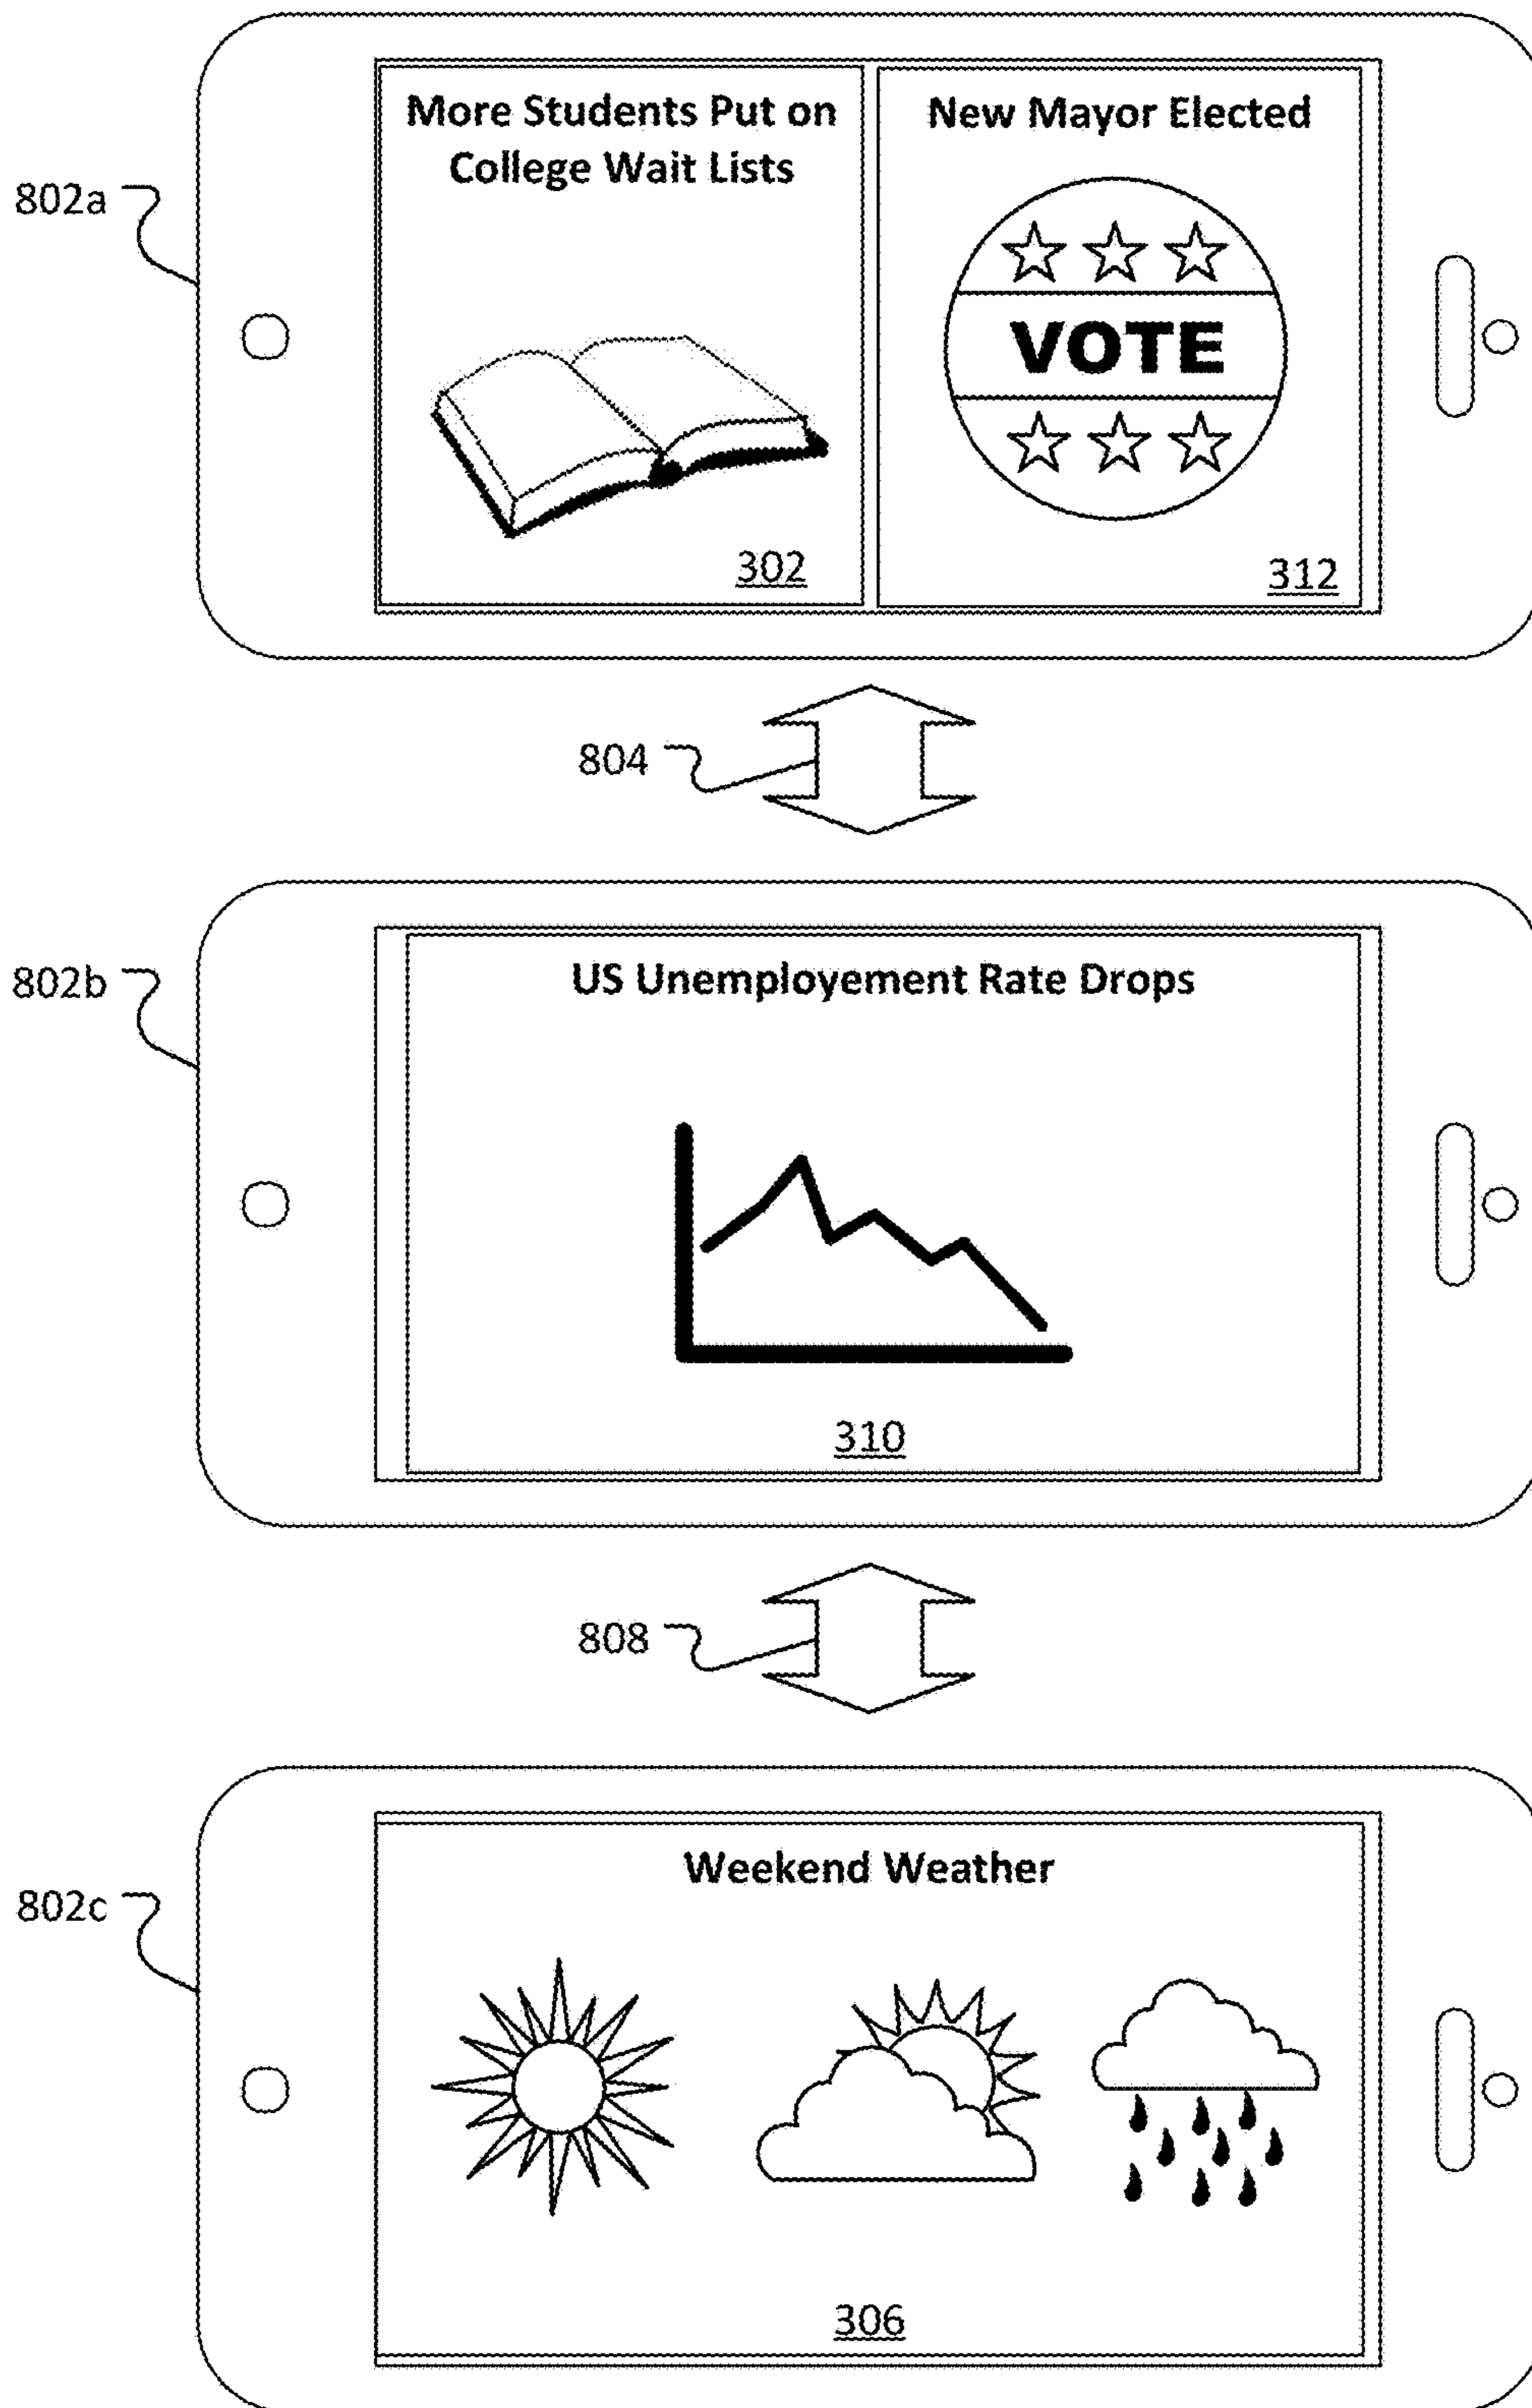 More Students Put on
College Wait Lists
New Mayor Elected
802a
VOTE
302
312
804
US Unemployement Rate Drops
802b
310
808
Weekend Weather
802c
306